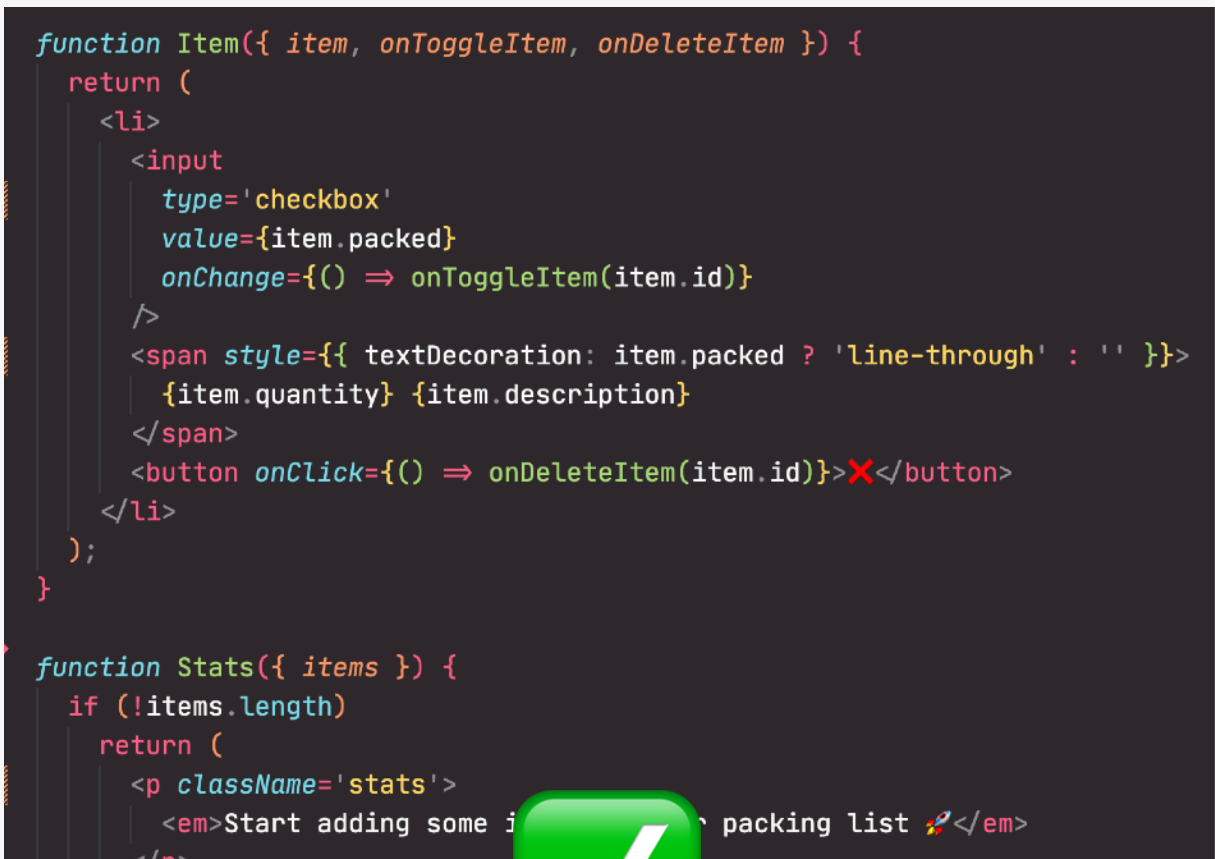 function Item({ item, onToggleItem, onDeleteItem }) {
return (
<li>
<input
type='checkbox'
value={item.packed}
onChange={() => onToggleItem(item.id)}
/>
<span style={{ textDecoration: item.packed ? 'line-through' : '' }}>
{item.quantity} {item.description}
</span>
<button onClick={() => onDeleteItem(item.id)}>❌</button>
</li>
);
}
function Stats({ items }) {
if (!items.length)
return (
<p className='stats'>
<em>Start adding some packing list 🚀</em>